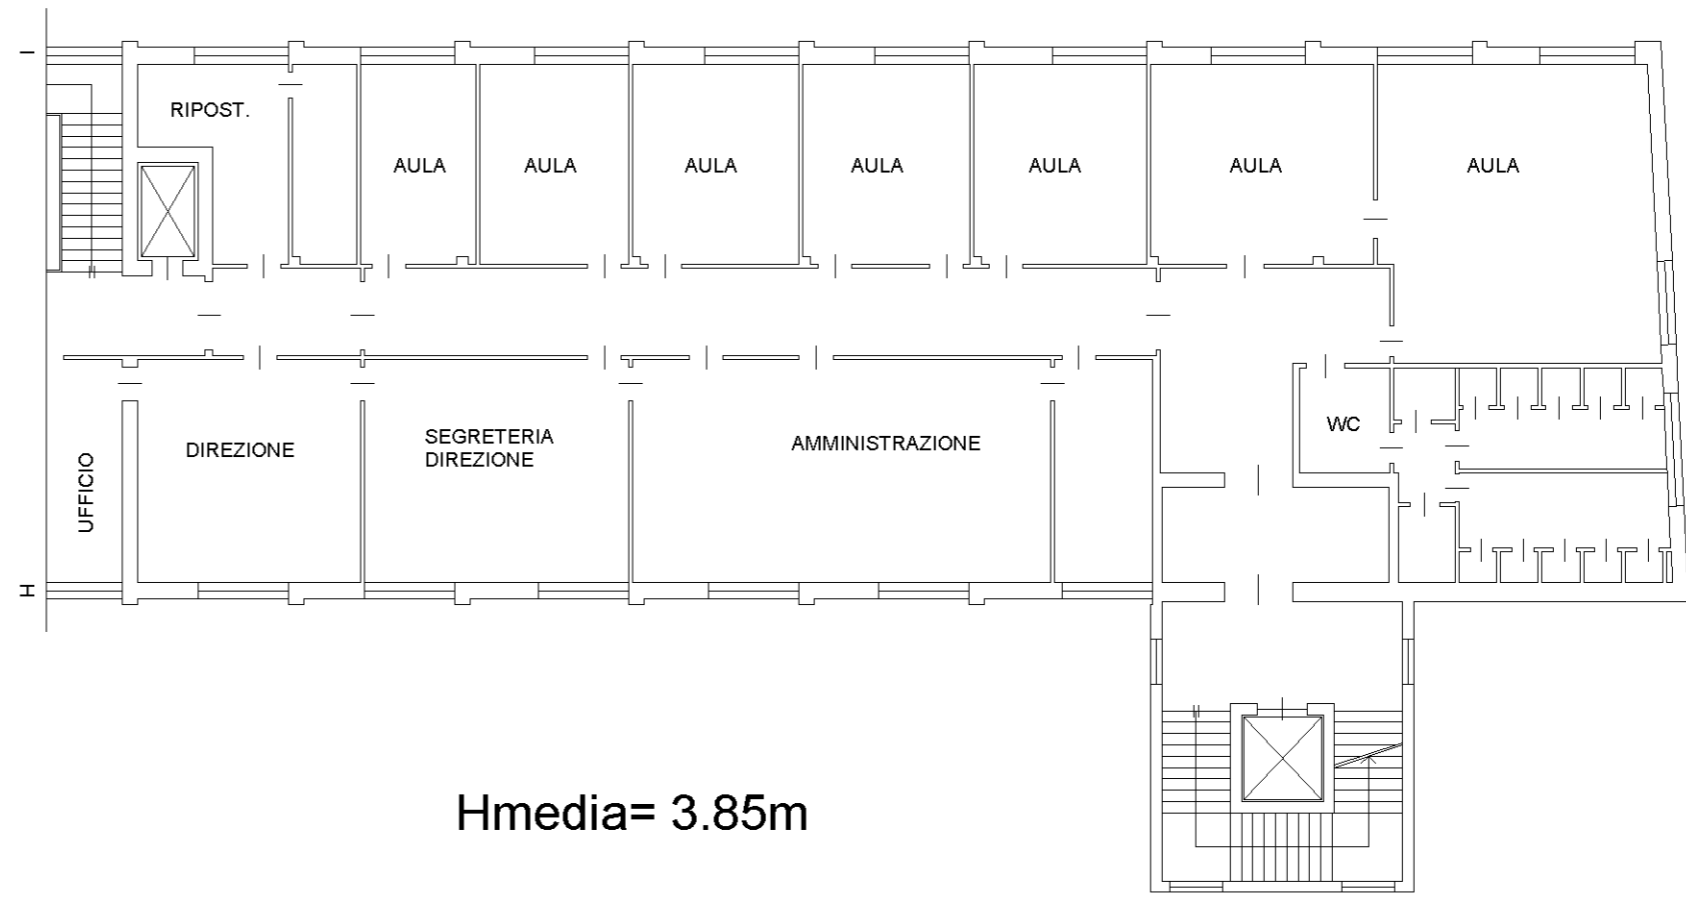 I
RIPOST.
AULA
AULA
AULA
AULA
AULA
AULA
AULA
UFFICIO
DIREZIONE
SEGRETERIA
DIREZIONE
AMMINISTRAZIONE
WC
H
Hmedia= 3.85m